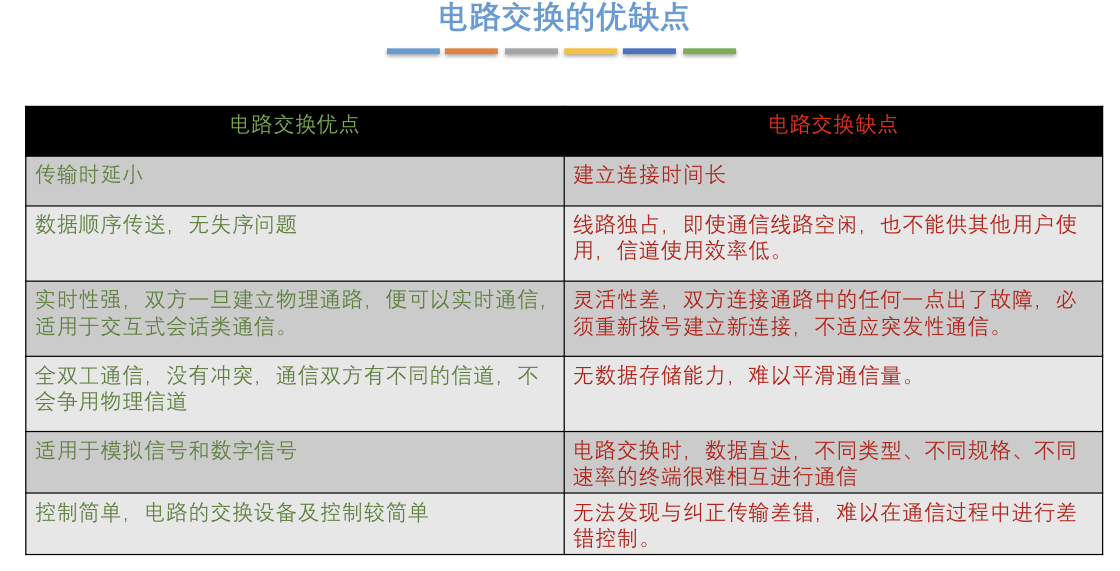 电路交换的优缺点
电路交换优点
电路交换缺点
传输时延小
建立连接时间长
数据顺序传送，无失序问题
线路独占，即使通信线路空闲，也不能供其他用户使
用，信道使用效率低。
实时性强，双方一旦建立物理通路，便可以实时通信，
适用于交互式会话类通信。
灵活性差，双方连接通路中的任何一点出了故障，必
须重新拨号建立新连接，不适应突发性通信。
全双工通信，没有冲突，通信双方有不同的信道，不
会争用物理信道
无数据存储能力，难以平滑通信量。
适用于模拟信号和数字信号
电路交换时，数据直达，不同类型、不同规格、不同
速率的终端很难相互进行通信
控制简单，电路的交换设备及控制较简单
无法发现与纠正传输差错，难以在通信过程中进行差
错控制。